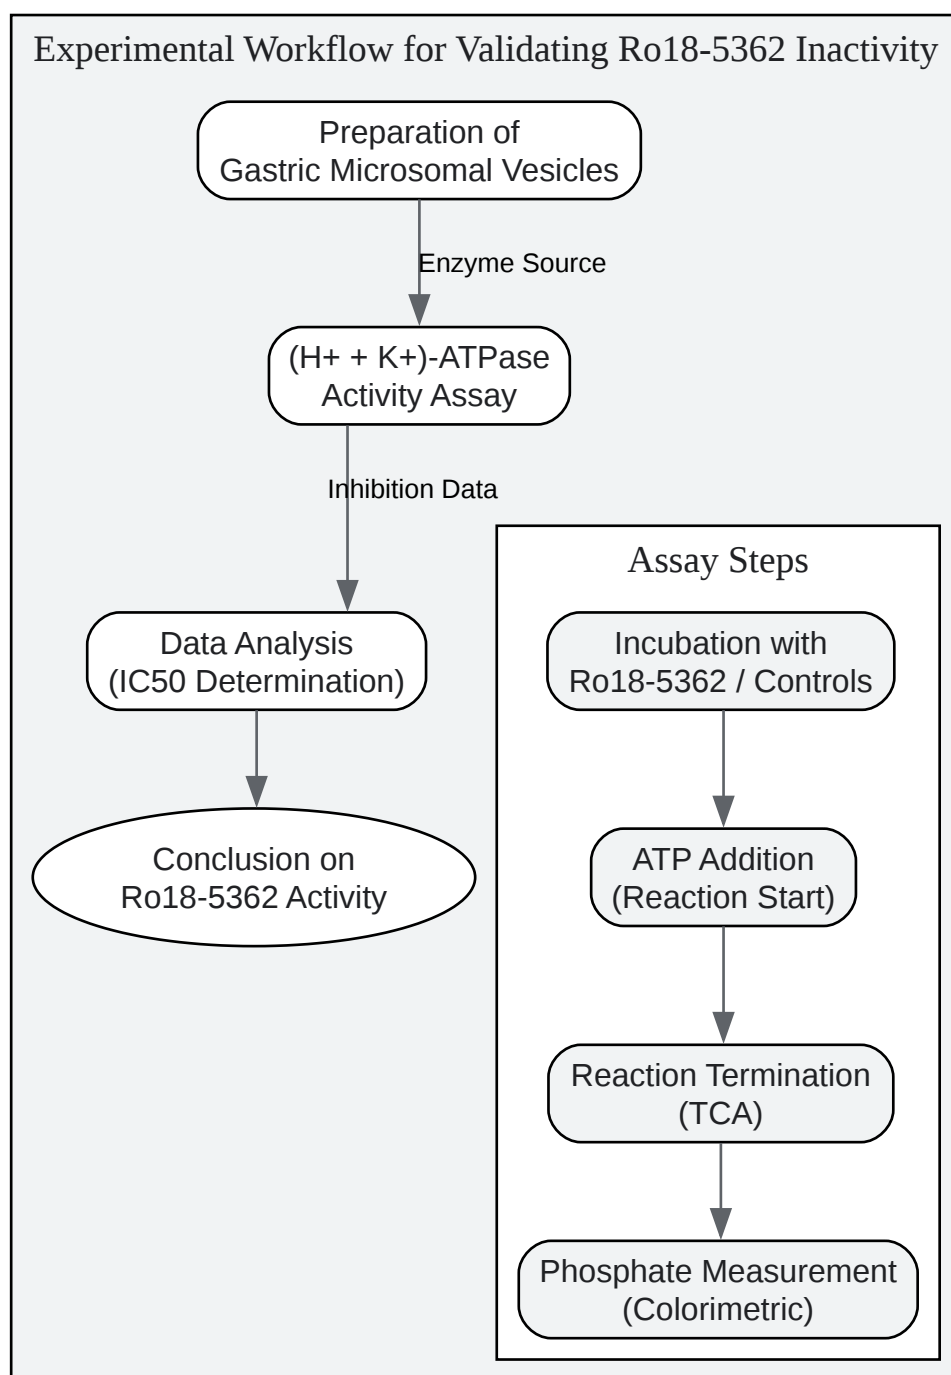 Experimental Workflow for Validating Ro18-5362 Inactivity
Preparation of
Gastric Microsomal Vesicles
Enzyme Source
(H+ + K+)-ATPase
Activity Assay
Inhibition Data
Data Analysis
(IC50 Determination)
Conclusion on
Ro18-5362 Activity
Assay Steps
Incubation with
Ro18-5362 / Controls
ATP Addition
(Reaction Start)
Reaction Termination
(TCA)
Phosphate Measurement
(Colorimetric)